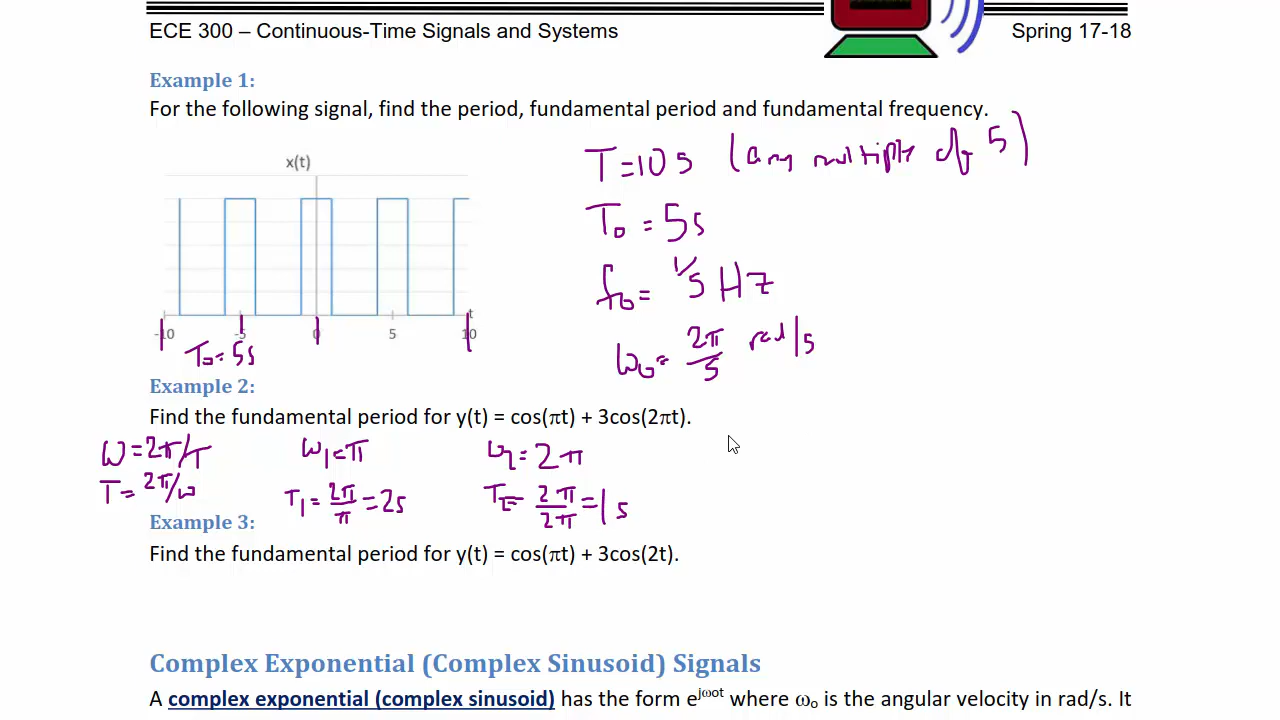 ECE 300 – Continuous-Time Signals and Systems Spring 17-18
Example 1:
For the following signal, find the period, fundamental period and fundamental frequency.
x(t)
T=10 s (any multiple of 5)
T₀ = 5s
f₀ = 1/5 Hz
ω₀ = 2π/5 rad/s
t
-10 -5 0 5 10
T₀ = 5s
Example 2:
Find the fundamental period for y(t) = cos(πt) + 3cos(2πt).
ω=2π/T ω₁=π ω₂=2π
T=2π/ω T₁=2π/π=2s T₂=2π/2π=1s
Example 3:
Find the fundamental period for y(t) = cos(πt) + 3cos(2t).
Complex Exponential (Complex Sinusoid) Signals
A complex exponential (complex sinusoid) has the form e^jωot where ω₀ is the angular velocity in rad/s. It